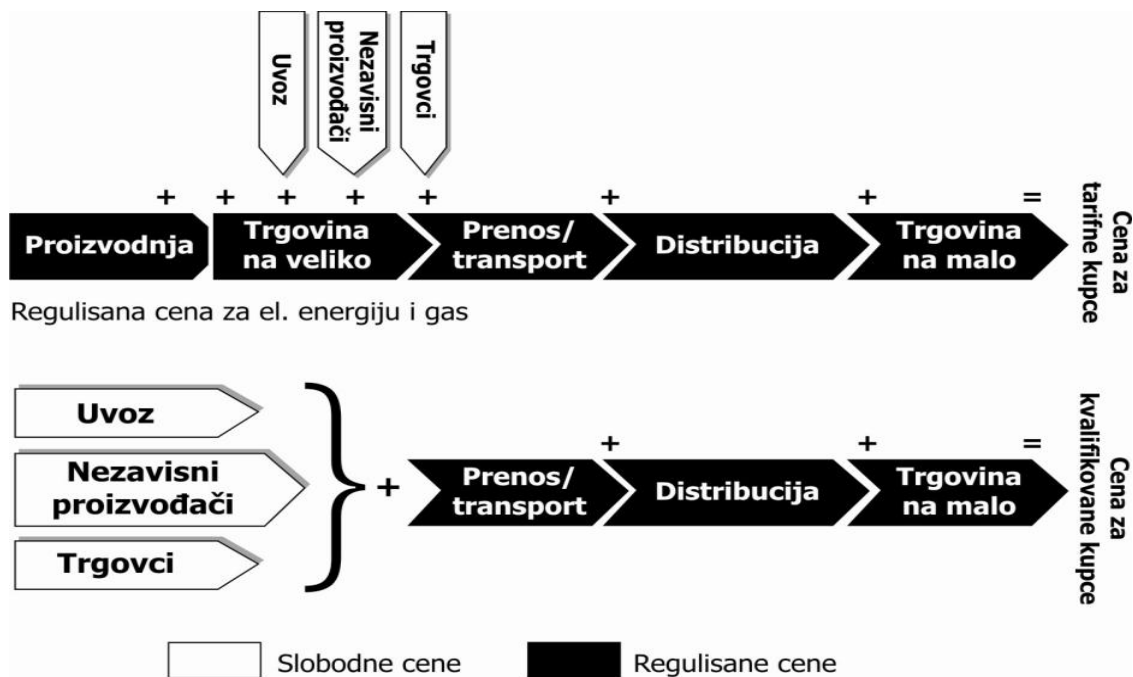 Uvoz
Nezavisni
proizvođači
Trgovci
+ + + + + + + =
Proizvodnja
Trgovina
na veliko
Prenos/
transport
Distribucija
Trgovina
na malo
Cena za
tarifne kupce
Regulisana cena za el. energiju i gas
Uvoz
Nezavisni
proizvođači
Trgovci
}
+
+ + =
Prenos/
transport
Distribucija
Trgovina
na malo
Cena za
kvalifikovane kupce
Slobodne cene
Regulisane cene